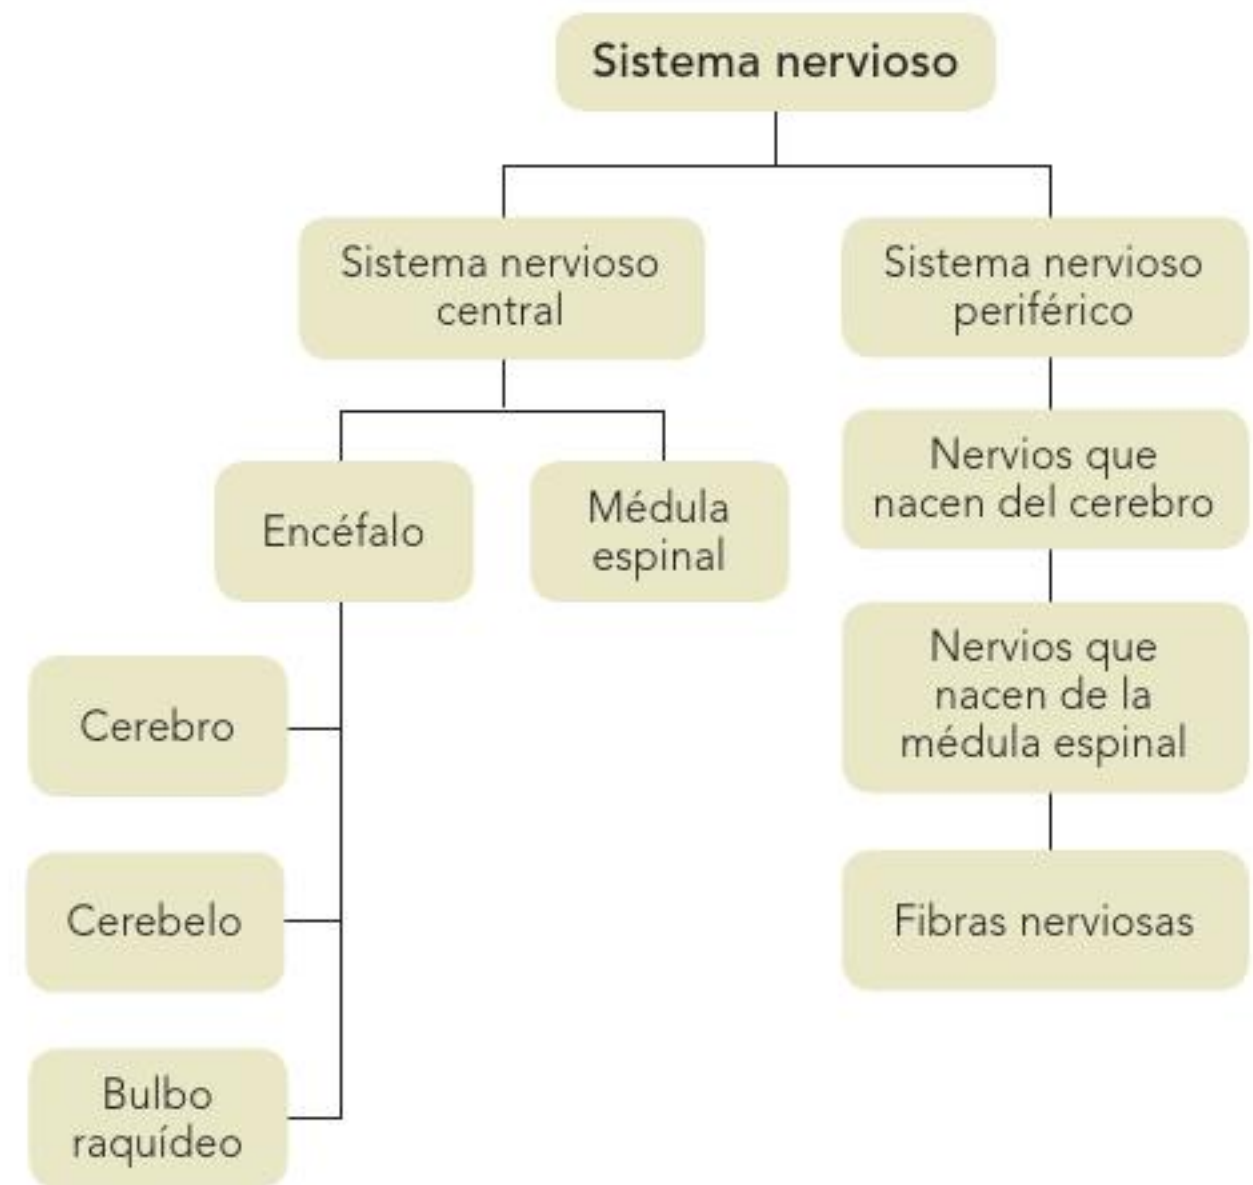 Sistema nervioso
Sistema nervioso
central
Sistema nervioso
periférico
Encéfalo
Médula
espinal
Nervios que
nacen del cerebro
Nervios que
nacen de la
médula espinal
Cerebro
Cerebelo
Fibras nerviosas
Bulbo
raquídeo